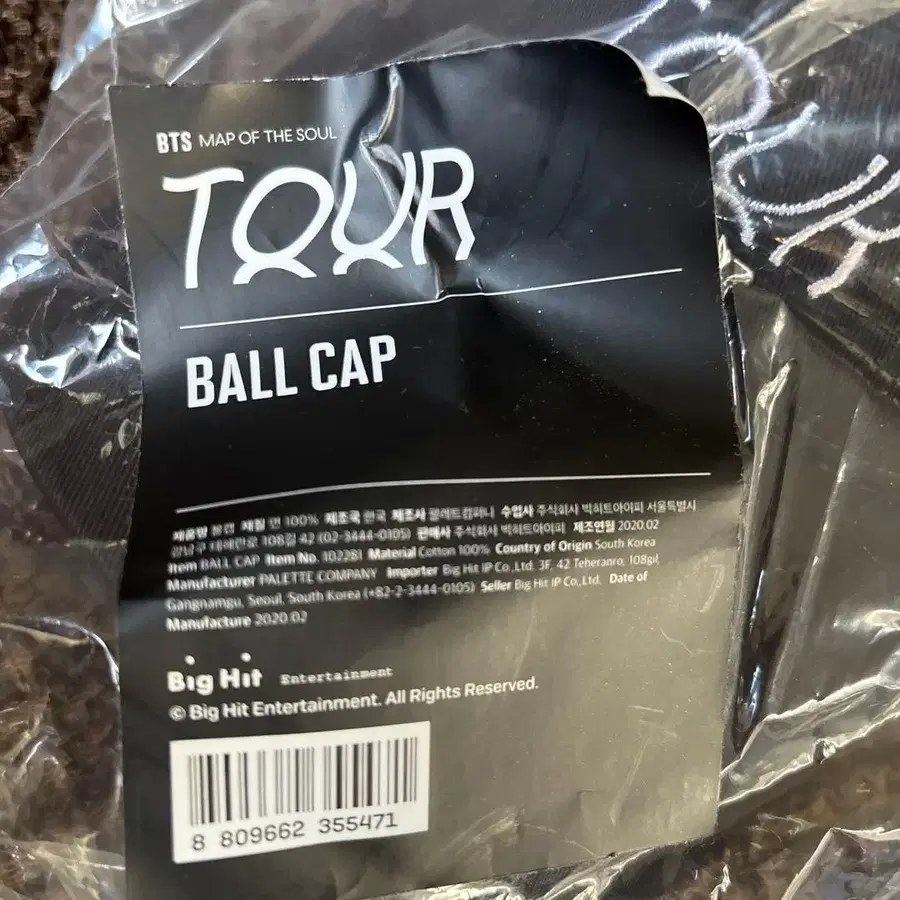 BTS MAP OF THE SOUL
TOUR
BALL CAP
제품명 볼캡 재질 면 100% 제조국 한국 제조사 팔레트컴퍼니 수입사 주식회사 빅히트아이피 서울특별시
강남구 테헤란로 108길 42 (02-3444-0105) 판매사 주식회사 빅히트아이피 제조연월 2020.02
Item BALL CAP Item No. 102281 Material Cotton 100% Country of Origin South Korea
Manufacturer PALETTE COMPANY Importer Big Hit IP Co.,Ltd. 3F, 42 Teheranro, 108gil,
Gangnamgu, Seoul, South Korea (+82-2-3444-0105) Seller Big Hit IP Co.,Ltd. Date of
Manufacture 2020.02
Big Hit Entertainment
© Big Hit Entertainment. All Rights Reserved.
8 809662 355471